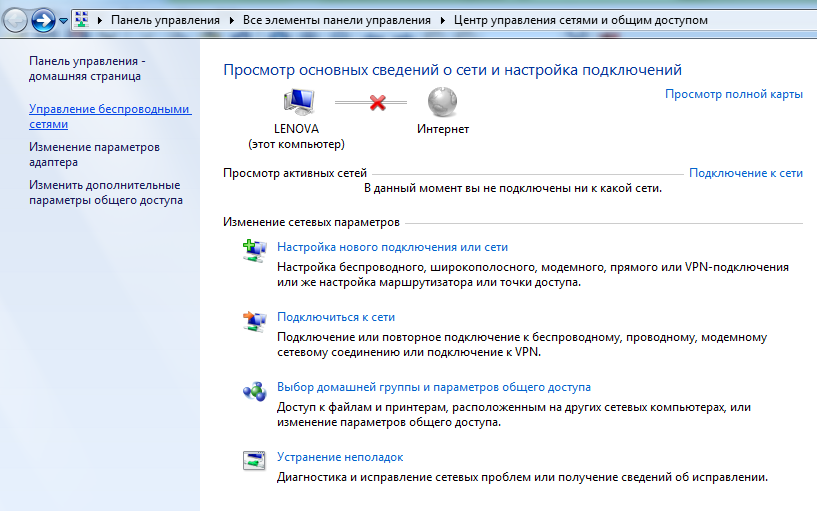 Панель управления
Все элементы панели управления
Центр управления сетями и общим доступом
Панель управления -
домашняя страница
Управление беспроводными
сетями
Изменение параметров
адаптера
Изменить дополнительные
параметры общего доступа
Просмотр основных сведений о сети и настройка подключений
Просмотр полной карты
LENOVA
(этот компьютер)
Интернет
Просмотр активных сетей
Подключение к сети
В данный момент вы не подключены ни к какой сети.
Изменение сетевых параметров
Настройка нового подключения или сети
Настройка беспроводного, широкополосного, модемного, прямого или VPN-подключения
или же настройка маршрутизатора или точки доступа.
Подключиться к сети
Подключение или повторное подключение к беспроводному, проводному, модемному
сетевому соединению или подключение к VPN.
Выбор домашней группы и параметров общего доступа
Доступ к файлам и принтерам, расположенным на других сетевых компьютерах, или
изменение параметров общего доступа.
Устранение неполадок
Диагностика и исправление сетевых проблем или получение сведений об исправлении.